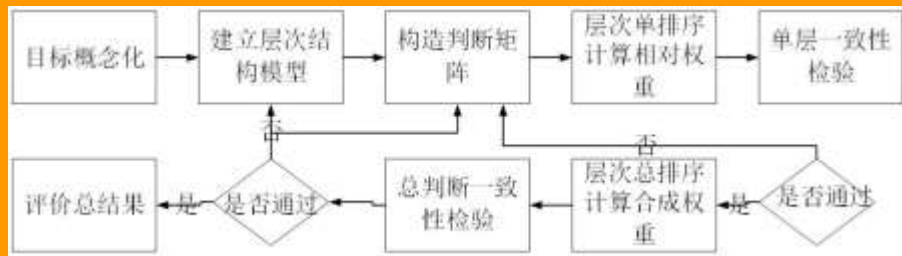 目标概念化
建立层次结
构模型
构造判断矩
阵
层次单排序
计算相对权
重
单层一致性
检验
否
否
评价总结果
是
是否通过
总判断一致
性检验
层次总排序
计算合成权
重
是
是否通过